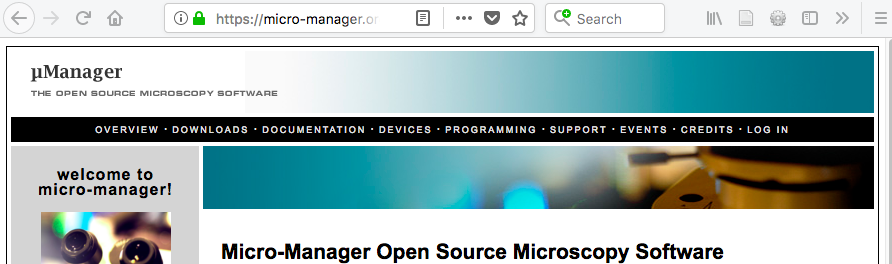 https://micro-manager.or
Search
µManager
THE OPEN SOURCE MICROSCOPY SOFTWARE
OVERVIEW · DOWNLOADS · DOCUMENTATION · DEVICES · PROGRAMMING · SUPPORT · EVENTS · CREDITS · LOG IN
welcome to
micro-manager!
Micro-Manager Open Source Microscopy Software